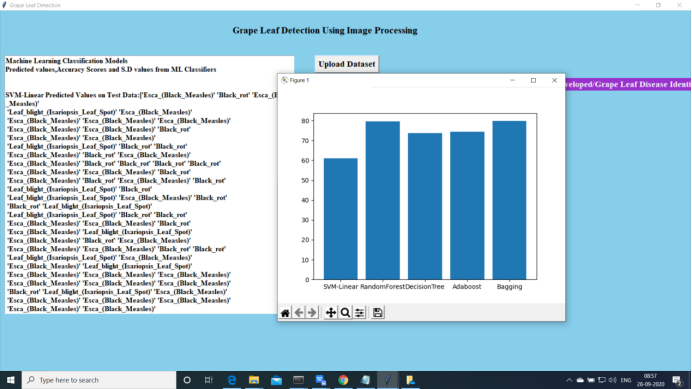 Grape Leaf Detection
Grape Leaf Detection Using Image Processing
Machine Learning Classification Models
Predicted values,Accuracy Scores and S.D values from ML Classifiers
SVM-Linear Predicted Values on Test Data:['Esca_(Black_Measles)' 'Black_rot' 'Esca_(
_Measles)'
'Leaf_blight_(Isariopsis_Leaf_Spot)' 'Esca_(Black_Measles)'
'Esca_(Black_Measles)' 'Esca_(Black_Measles)' 'Esca_(Black_Measles)'
'Esca_(Black_Measles)' 'Esca_(Black_Measles)' 'Black_rot'
'Esca_(Black_Measles)' 'Esca_(Black_Measles)'
'Leaf_blight_(Isariopsis_Leaf_Spot)' 'Black_rot' 'Black_rot'
'Esca_(Black_Measles)' 'Black_rot' 'Esca_(Black_Measles)'
'Esca_(Black_Measles)' 'Black_rot' 'Black_rot' 'Black_rot' 'Black_rot'
'Esca_(Black_Measles)' 'Esca_(Black_Measles)' 'Black_rot'
'Esca_(Black_Measles)' 'Black_rot' 'Esca_(Black_Measles)' 'Black_rot'
'Leaf_blight_(Isariopsis_Leaf_Spot)' 'Black_rot'
'Leaf_blight_(Isariopsis_Leaf_Spot)' 'Esca_(Black_Measles)' 'Black_rot'
'Black_rot' 'Leaf_blight_(Isariopsis_Leaf_Spot)'
'Leaf_blight_(Isariopsis_Leaf_Spot)' 'Black_rot' 'Black_rot'
'Esca_(Black_Measles)' 'Esca_(Black_Measles)' 'Black_rot'
'Esca_(Black_Measles)' 'Leaf_blight_(Isariopsis_Leaf_Spot)'
'Esca_(Black_Measles)' 'Black_rot' 'Esca_(Black_Measles)'
'Esca_(Black_Measles)' 'Esca_(Black_Measles)' 'Black_rot' 'Black_rot'
'Leaf_blight_(Isariopsis_Leaf_Spot)' 'Esca_(Black_Measles)'
'Esca_(Black_Measles)' 'Leaf_blight_(Isariopsis_Leaf_Spot)'
'Esca_(Black_Measles)' 'Esca_(Black_Measles)' 'Esca_(Black_Measles)'
'Esca_(Black_Measles)' 'Esca_(Black_Measles)' 'Esca_(Black_Measles)'
'Black_rot' 'Leaf_blight_(Isariopsis_Leaf_Spot)' 'Esca_(Black_Measles)'
'Esca_(Black_Measles)' 'Esca_(Black_Measles)' 'Esca_(Black_Measles)'
'Esca_(Black_Measles)' 'Esca_(Black_Measles)'
Upload Dataset
veloped/Grape Leaf Disease Identi
Figure 1
80
70
60
50
40
30
20
10
0
SVM-Linear RandomForest DecisionTree Adaboost Bagging
Type here to search
ENG
08:57
28-09-2020